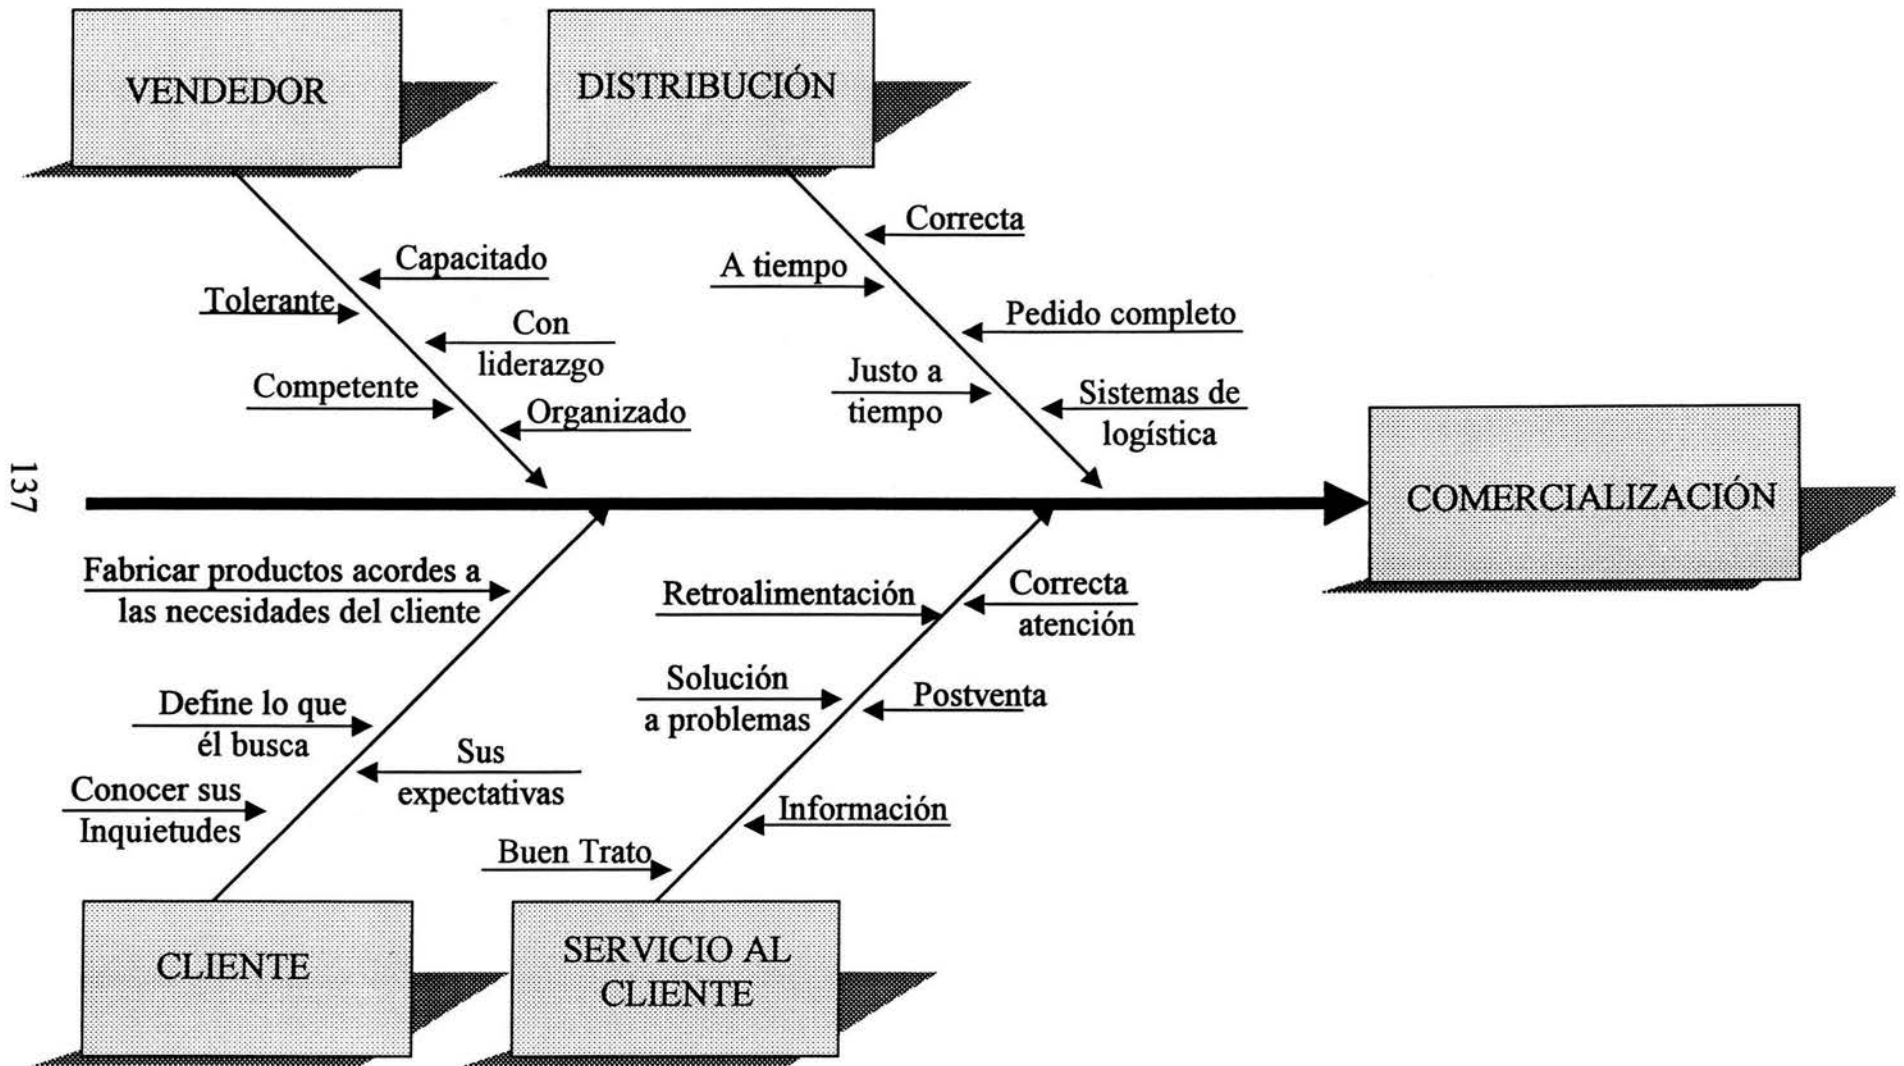 VENDEDOR
DISTRIBUCIÓN
Correcta
Capacitado
A tiempo
Tolerante
Con
liderazgo
Pedido completo
Competente
Justo a
tiempo
Organizado
Sistemas de
logística
137
COMERCIALIZACIÓN
Fabricar productos acordes a
las necesidades del cliente
Retroalimentación
Correcta
atención
Define lo que
él busca
Solución
a problemas
Postventa
Sus
expectativas
Conocer sus
Inquietudes
Información
Buen Trato
CLIENTE
SERVICIO AL
CLIENTE